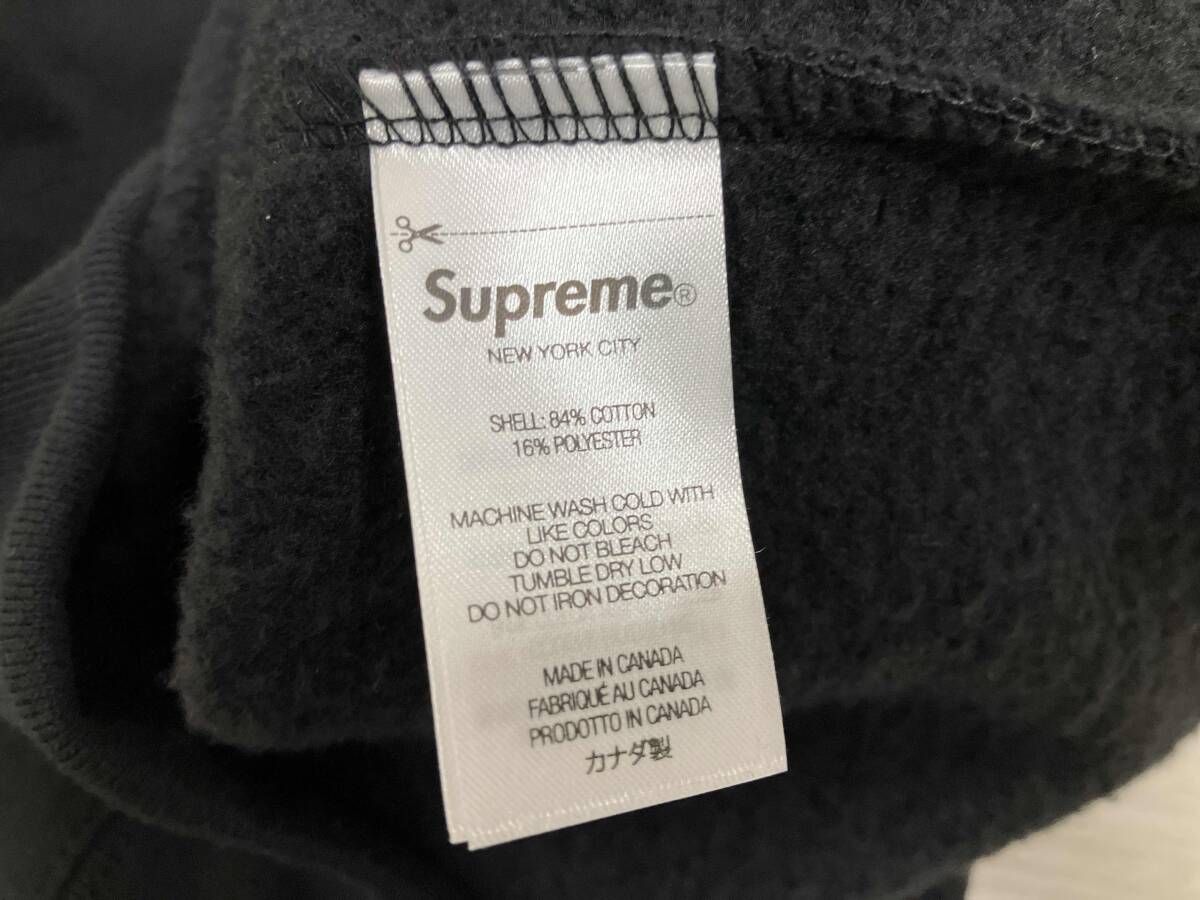 Supreme®
NEW YORK CITY
SHELL: 84% COTTON
16% POLYESTER
MACHINE WASH COLD WITH
LIKE COLORS
DO NOT BLEACH
TUMBLE DRY LOW
DO NOT IRON DECORATION
MADE IN CANADA
FABRIQUÉ AU CANADA
PRODOTTO IN CANADA
カナダ製